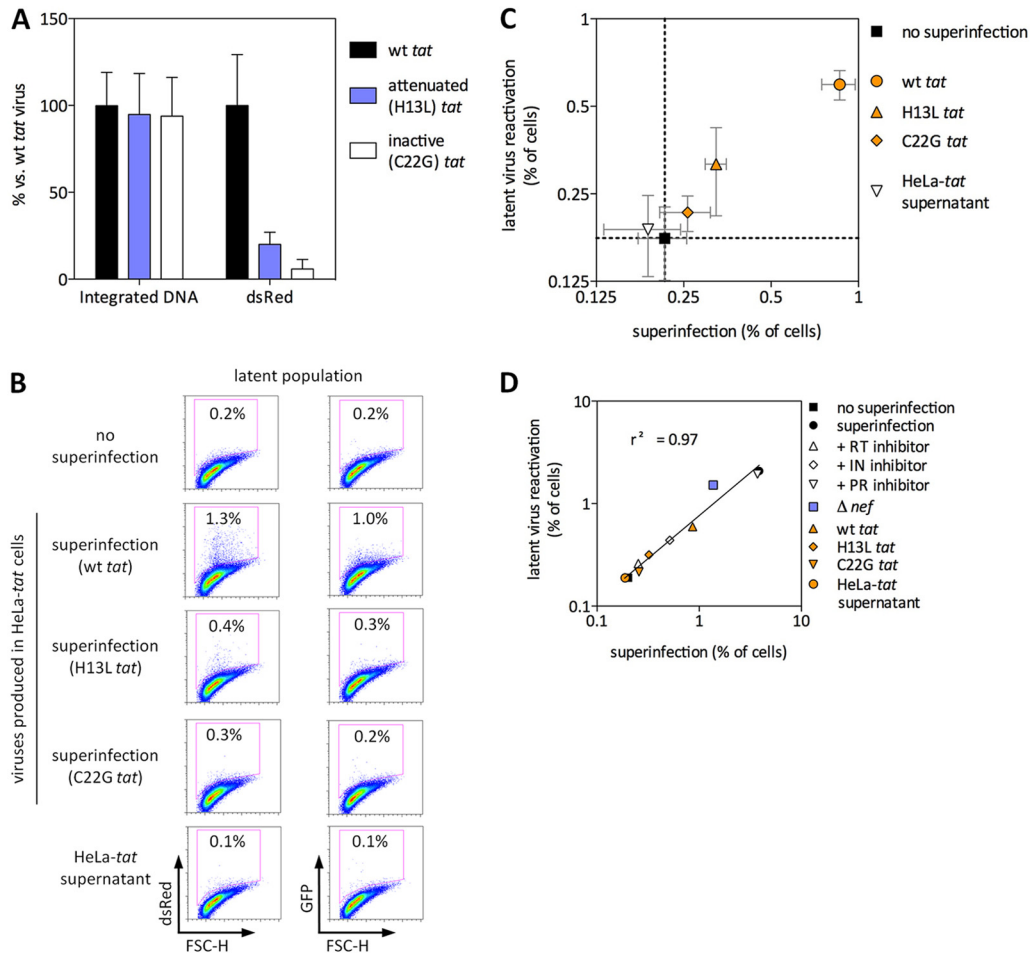 A
150
100
50
0
% vs. wt tat virus
Integrated DNA
dsRed
wt tat
attenuated
(H13L) tat
inactive
(C22G) tat
C
1
0.5
0.25
0.125
latent virus reactivation
(% of cells)
0.125
0.25
0.5
1
superinfection (% of cells)
no superinfection
wt tat
H13L tat
C22G tat
HeLa-tat
supernatant
B
latent population
no
superinfection
0.2%
0.2%
viruses produced in HeLa-tat cells
superinfection
(wt tat)
1.3%
1.0%
superinfection
(H13L tat)
0.4%
0.3%
superinfection
(C22G tat)
0.3%
0.2%
HeLa-tat
supernatant
0.1%
0.1%
dsRed
FSC-H
GFP
FSC-H
D
10
1
0.1
latent virus reactivation
(% of cells)
r² = 0.97
0.1
1
10
superinfection (% of cells)
no superinfection
superinfection
+ RT inhibitor
+ IN inhibitor
+ PR inhibitor
Δ nef
wt tat
H13L tat
C22G tat
HeLa-tat
supernatant